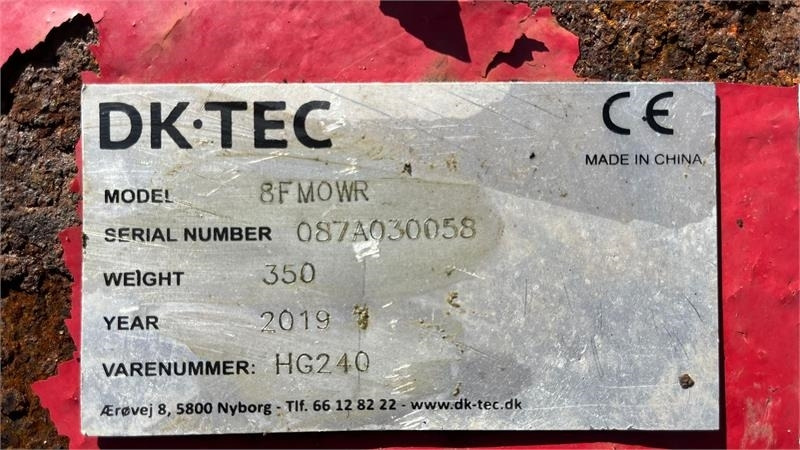 DK·TEC
CE
MADE IN CHINA
MODEL 8FMOWR
SERIAL NUMBER 087A030058
WEIGHT 350
YEAR 2019
VARENUMMER: HG240
Ærøvej 8, 5800 Nyborg - Tlf. 66 12 82 22 - www.dk-tec.dk